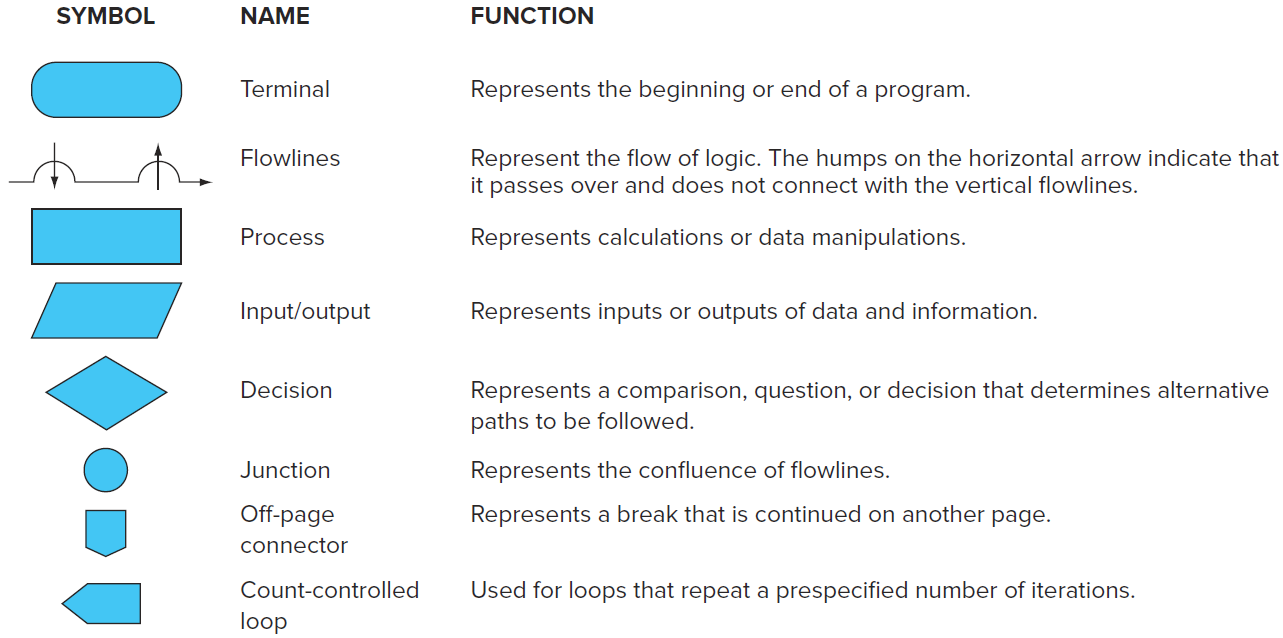 SYMBOL NAME FUNCTION
Terminal Represents the beginning or end of a program.
Flowlines Represent the flow of logic. The humps on the horizontal arrow indicate that
it passes over and does not connect with the vertical flowlines.
Process Represents calculations or data manipulations.
Input/output Represents inputs or outputs of data and information.
Decision Represents a comparison, question, or decision that determines alternative
paths to be followed.
Junction Represents the confluence of flowlines.
Off-page Represents a break that is continued on another page.
connector
Count-controlled Used for loops that repeat a prespecified number of iterations.
loop